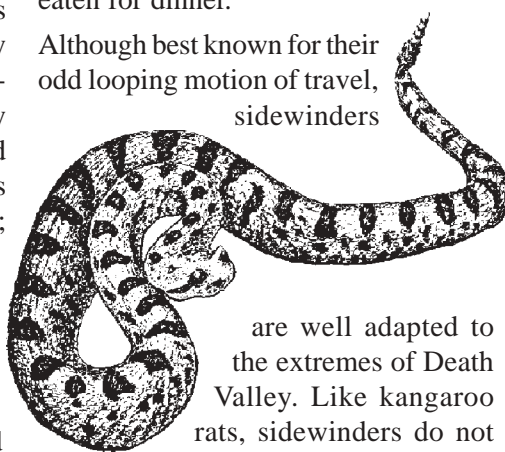 eaten for dinner.
Although best known for their
odd looping motion of travel,
sidewinders
are well adapted to
the extremes of Death
Valley. Like kangaroo
rats, sidewinders do not